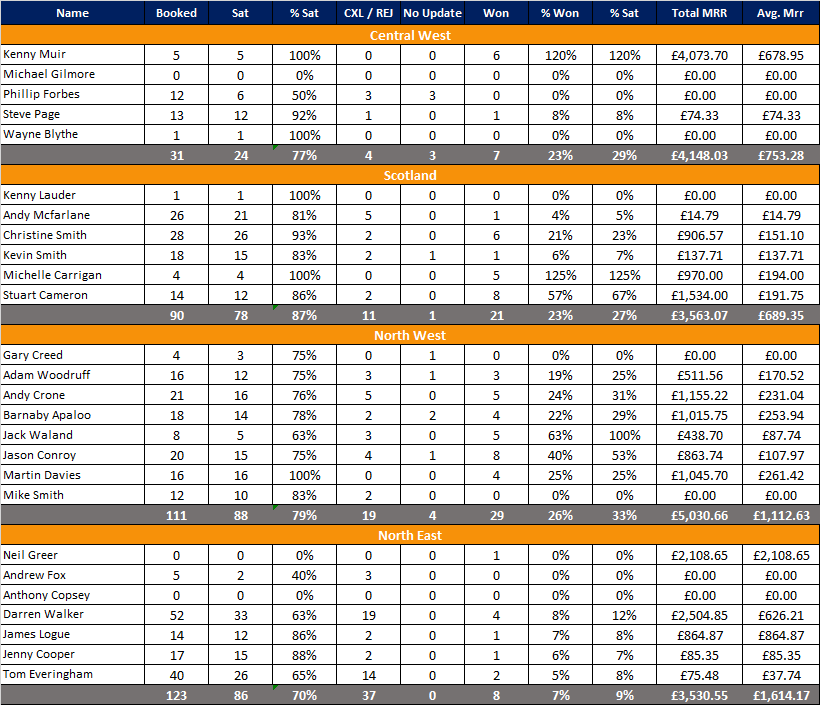 Name Booked Sat % Sat CXL / REJ No Update Won % Won % Sat Total MRR Avg. Mrr
Central West
Kenny Muir 5 5 100% 0 0 6 120% 120% £4,073.70 £678.95
Michael Gilmore 0 0 0% 0 0 0 0% 0% £0.00 £0.00
Phillip Forbes 12 6 50% 3 3 0 0% 0% £0.00 £0.00
Steve Page 13 12 92% 1 0 1 8% 8% £74.33 £74.33
Wayne Blythe 1 1 100% 0 0 0 0% 0% £0.00 £0.00
31 24 77% 4 3 7 23% 29% £4,148.03 £753.28
Scotland
Kenny Lauder 1 1 100% 0 0 0 0% 0% £0.00 £0.00
Andy Mcfarlane 26 21 81% 5 0 1 4% 5% £14.79 £14.79
Christine Smith 28 26 93% 2 0 6 21% 23% £906.57 £151.10
Kevin Smith 18 15 83% 2 1 1 6% 7% £137.71 £137.71
Michelle Carrigan 4 4 100% 0 0 5 125% 125% £970.00 £194.00
Stuart Cameron 14 12 86% 2 0 8 57% 67% £1,534.00 £191.75
90 78 87% 11 1 21 23% 27% £3,563.07 £689.35
North West
Gary Creed 4 3 75% 0 1 0 0% 0% £0.00 £0.00
Adam Woodruff 16 12 75% 3 1 3 19% 25% £511.56 £170.52
Andy Crone 21 16 76% 5 0 5 24% 31% £1,155.22 £231.04
Barnaby Apaloo 18 14 78% 2 2 4 22% 29% £1,015.75 £253.94
Jack Waland 8 5 63% 3 0 5 63% 100% £438.70 £87.74
Jason Conroy 20 15 75% 4 1 8 40% 53% £863.74 £107.97
Martin Davies 16 16 100% 0 0 4 25% 25% £1,045.70 £261.42
Mike Smith 12 10 83% 2 0 0 0% 0% £0.00 £0.00
111 88 79% 19 4 29 26% 33% £5,030.66 £1,112.63
North East
Neil Greer 0 0 0% 0 0 1 0% 0% £2,108.65 £2,108.65
Andrew Fox 5 2 40% 3 0 0 0% 0% £0.00 £0.00
Anthony Copsey 0 0 0% 0 0 0 0% 0% £0.00 £0.00
Darren Walker 52 33 63% 19 0 4 8% 12% £2,504.85 £626.21
James Logue 14 12 86% 2 0 1 7% 8% £864.87 £864.87
Jenny Cooper 17 15 88% 2 0 1 6% 7% £85.35 £85.35
Tom Everingham 40 26 65% 14 0 2 5% 8% £75.48 £37.74
123 86 70% 37 0 8 7% 9% £3,530.55 £1,614.17